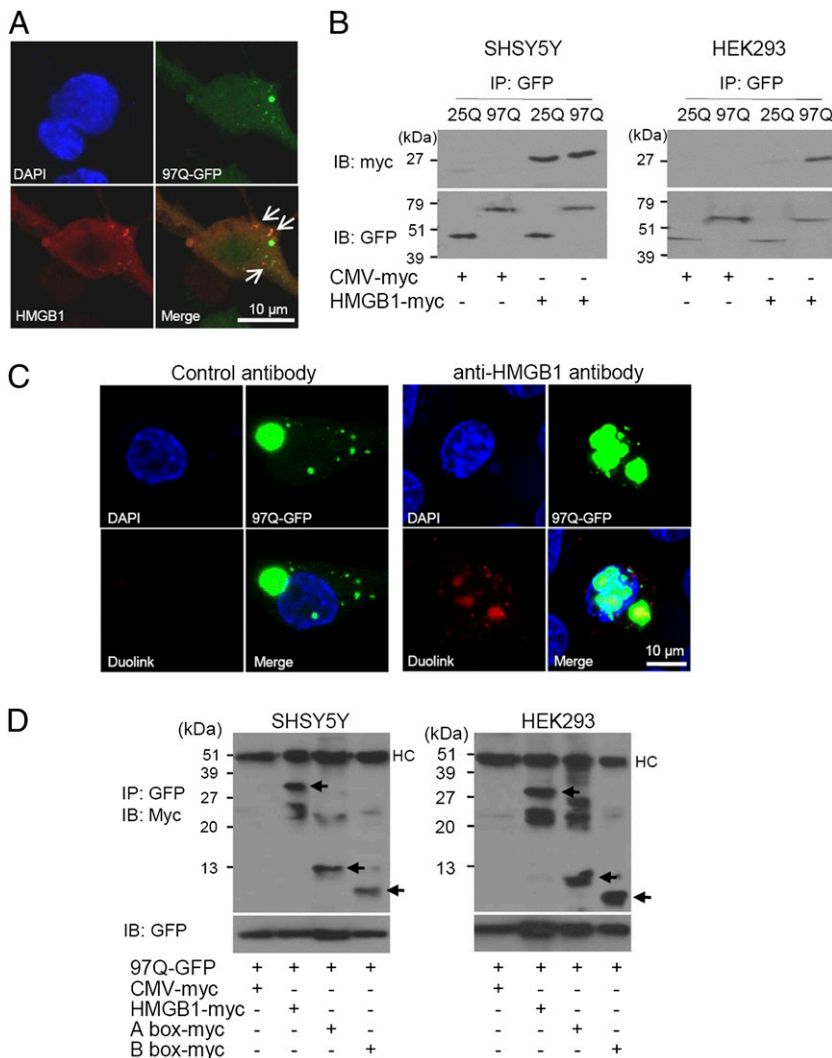 A
DAPI
97Q-GFP
HMGB1
Merge
10 µm
B
SHSY5Y
HEK293
IP: GFP
IP: GFP
25Q 97Q 25Q 97Q
25Q 97Q 25Q 97Q
(kDa)
(kDa)
IB: myc
27
27
IB: GFP
79
51
39
79
51
39
CMV-myc + + - - + + - -
HMGB1-myc - - + + - - + +
C
Control antibody
anti-HMGB1 antibody
DAPI
97Q-GFP
DAPI
97Q-GFP
Duolink
Merge
Duolink
Merge
10 µm
D
SHSY5Y
HEK293
(kDa)
(kDa)
51
HC
51
HC
39
39
IP: GFP
27
27
IB: Myc
20
20
13
13
IB: GFP
97Q-GFP + + + + + + + +
CMV-myc + - - - + - - -
HMGB1-myc - + - - - + - -
A box-myc - - + - - - + -
B box-myc - - - + - - - +